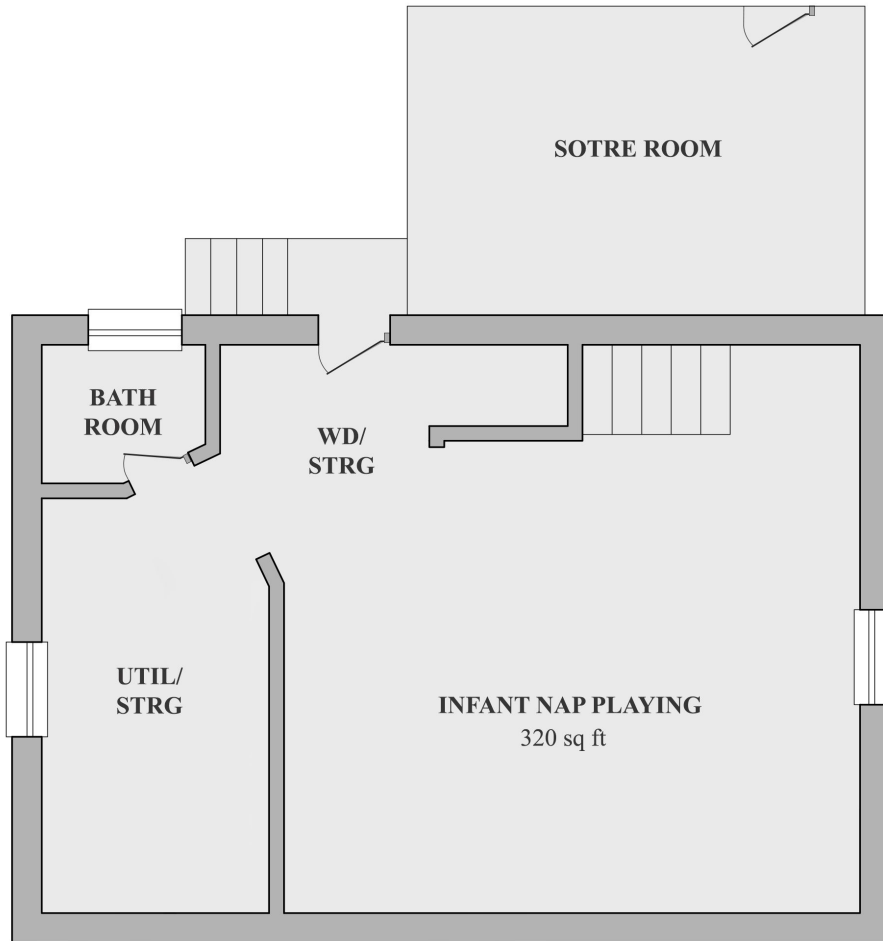 SOTRE ROOM
BATH
ROOM
WD/
STRG
UTIL/
STRG
INFANT NAP PLAYING
320 sq ft